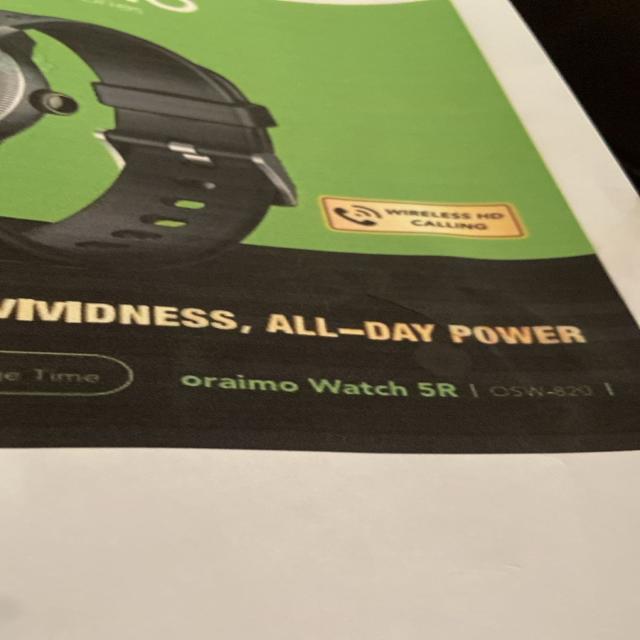 WIRELESS HD
CALLING
VIVIDNESS, ALL-DAY POWER
Time
oraimo Watch 5R | OSW-820 |